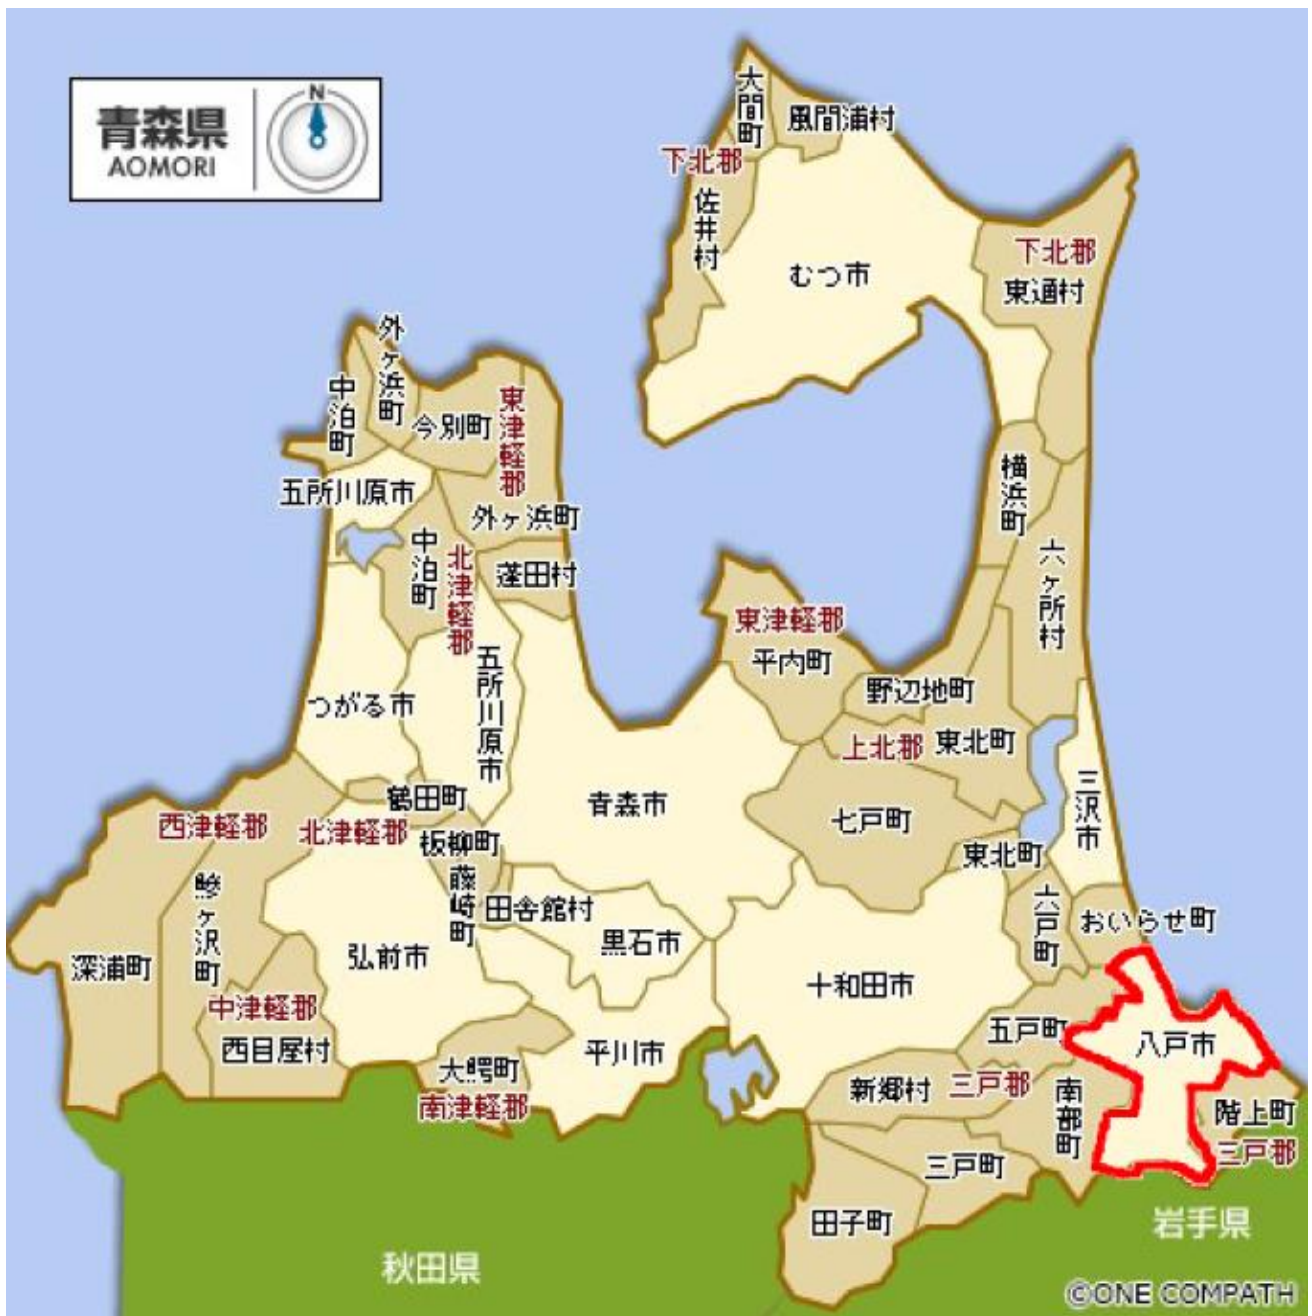 青森県
AOMORI
N
大間町
風間浦村
下北郡
佐井村
むつ市
下北郡
東通村
外ヶ浜町
中泊町
今別町
東津軽郡
五所川原市
外ヶ浜町
中泊町
北津軽郡
蓬田村
横浜町
六ヶ所村
東津軽郡
平内町
野辺地町
五所川原市
つがる市
上北郡
東北町
鶴田町
青森市
七戸町
三沢市
西津軽郡
北津軽郡
板柳町
東北町
鰺ヶ沢町
藤崎町
田舎館村
六戸町
おいらせ町
深浦町
弘前市
黒石市
十和田市
中津軽郡
西目屋村
平川市
五戸町
八戸市
大鰐町
南津軽郡
新郷村
三戸郡
南部町
階上町
三戸郡
三戸町
田子町
秋田県
岩手県
©ONE COMPATH